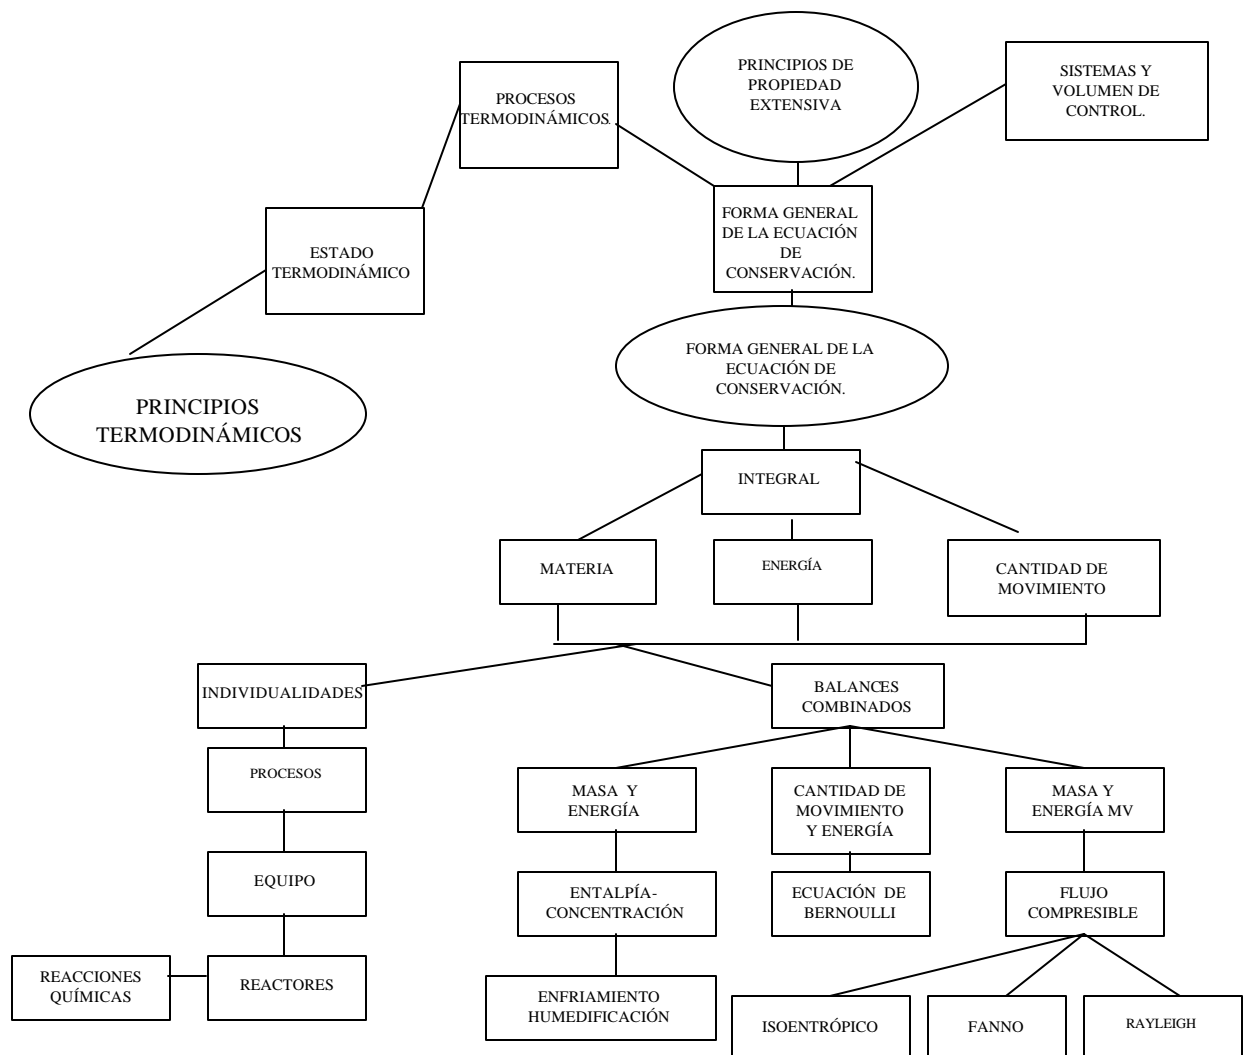 PRINCIPIOS DE
PROPIEDAD
EXTENSIVA
SISTEMAS Y
VOLUMEN DE
CONTROL.
PROCESOS
TERMODINÁMICOS.
FORMA GENERAL
DE LA ECUACIÓN
DE
CONSERVACIÓN.
ESTADO
TERMODINÁMICO
FORMA GENERAL DE LA
ECUACIÓN DE
CONSERVACIÓN.
PRINCIPIOS
TERMODINÁMICOS
INTEGRAL
MATERIA
ENERGÍA
CANTIDAD DE
MOVIMIENTO
INDIVIDUALIDADES
BALANCES
COMBINADOS
PROCESOS
MASA Y
ENERGÍA
CANTIDAD DE
MOVIMIENTO
Y ENERGÍA
MASA Y
ENERGÍA MV
EQUIPO
ENTALPÍA-
CONCENTRACIÓN
ECUACIÓN DE
BERNOULLI
FLUJO
COMPRESIBLE
REACCIONES
QUÍMICAS
REACTORES
ENFRIAMIENTO
HUMEDIFICACIÓN
ISOENTRÓPICO
FANNO
RAYLEIGH